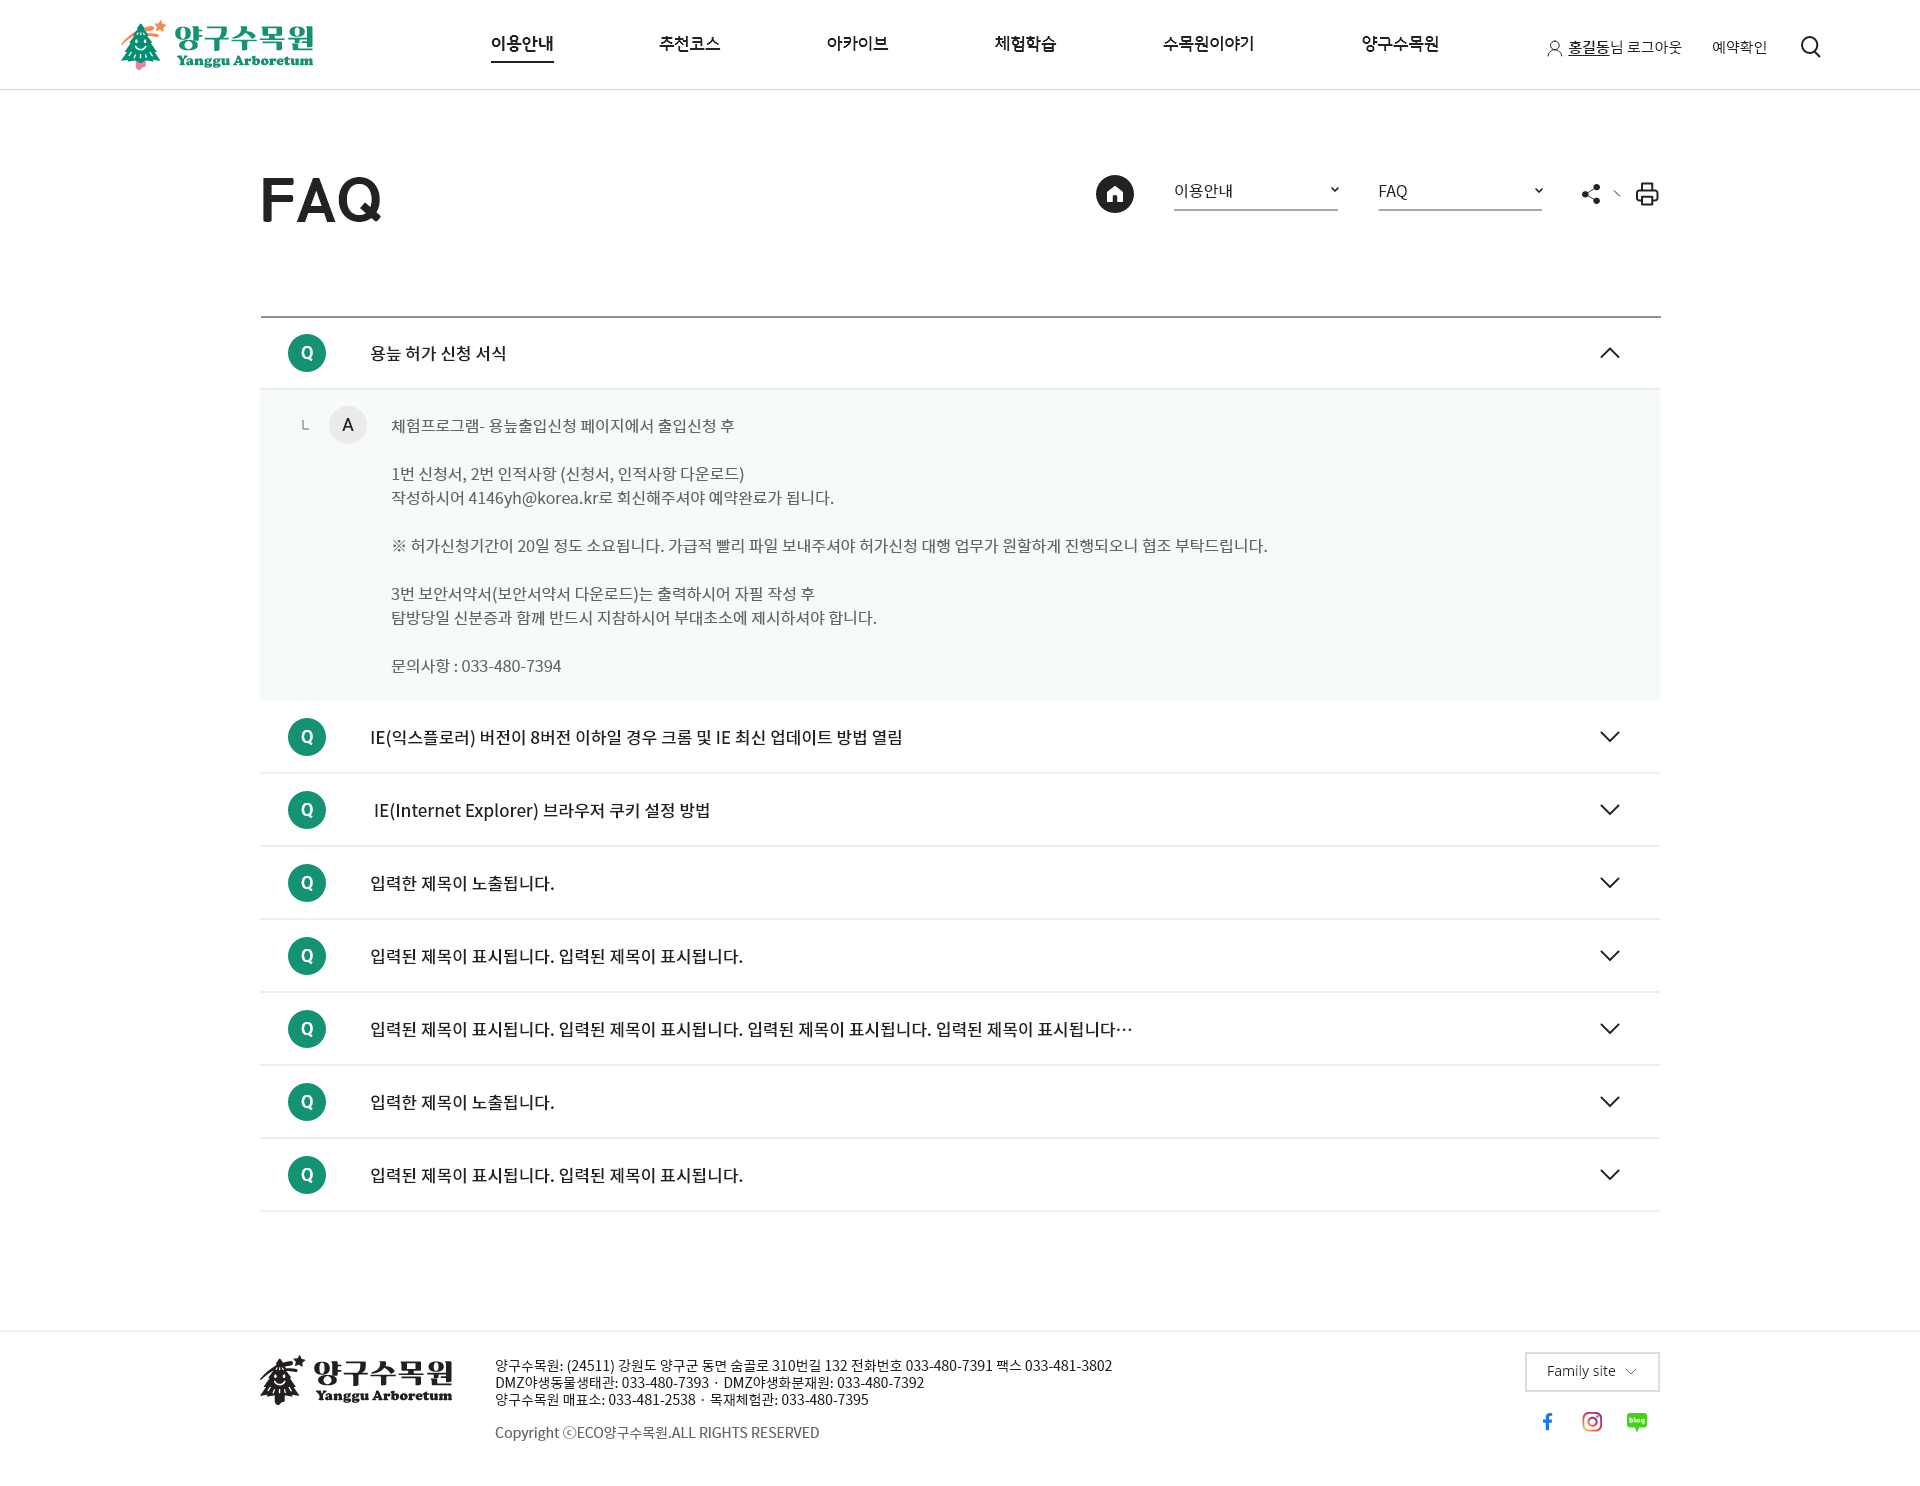 양구수목원
Yanggu Arboretum
이용안내
추천코스
아카이브
체험학습
수목원이야기
양구수목원
홍길동님 로그아웃
예약확인
FAQ
이용안내
FAQ
Q 용늪 허가 신청 서식
ㄴ A 체험프로그램- 용늪출입신청 페이지에서 출입신청 후
1번 신청서, 2번 인적사항 (신청서, 인적사항 다운로드)
작성하시어 4146yh@korea.kr로 회신해주셔야 예약완료가 됩니다.
※ 허가신청기간이 20일 정도 소요됩니다. 가급적 빨리 파일 보내주셔야 허가신청 대행 업무가 원할하게 진행되오니 협조 부탁드립니다.
3번 보안서약서(보안서약서 다운로드)는 출력하시어 자필 작성 후
탐방당일 신분증과 함께 반드시 지참하시어 부대초소에 제시하셔야 합니다.
문의사항 : 033-480-7394
Q IE(익스플로러) 버전이 8버전 이하일 경우 크롬 및 IE 최신 업데이트 방법 열림
Q IE(Internet Explorer) 브라우저 쿠키 설정 방법
Q 입력한 제목이 노출됩니다.
Q 입력된 제목이 표시됩니다. 입력된 제목이 표시됩니다.
Q 입력된 제목이 표시됩니다. 입력된 제목이 표시됩니다. 입력된 제목이 표시됩니다. 입력된 제목이 표시됩니다…
Q 입력한 제목이 노출됩니다.
Q 입력된 제목이 표시됩니다. 입력된 제목이 표시됩니다.
양구수목원
Yanggu Arboretum
양구수목원: (24511) 강원도 양구군 동면 숨골로 310번길 132 전화번호 033-480-7391 팩스 033-481-3802
DMZ야생동물생태관: 033-480-7393 · DMZ야생화분재원: 033-480-7392
양구수목원 매표소: 033-481-2538 · 목재체험관: 033-480-7395
Copyright ⓒECO양구수목원.ALL RIGHTS RESERVED
Family site
blog